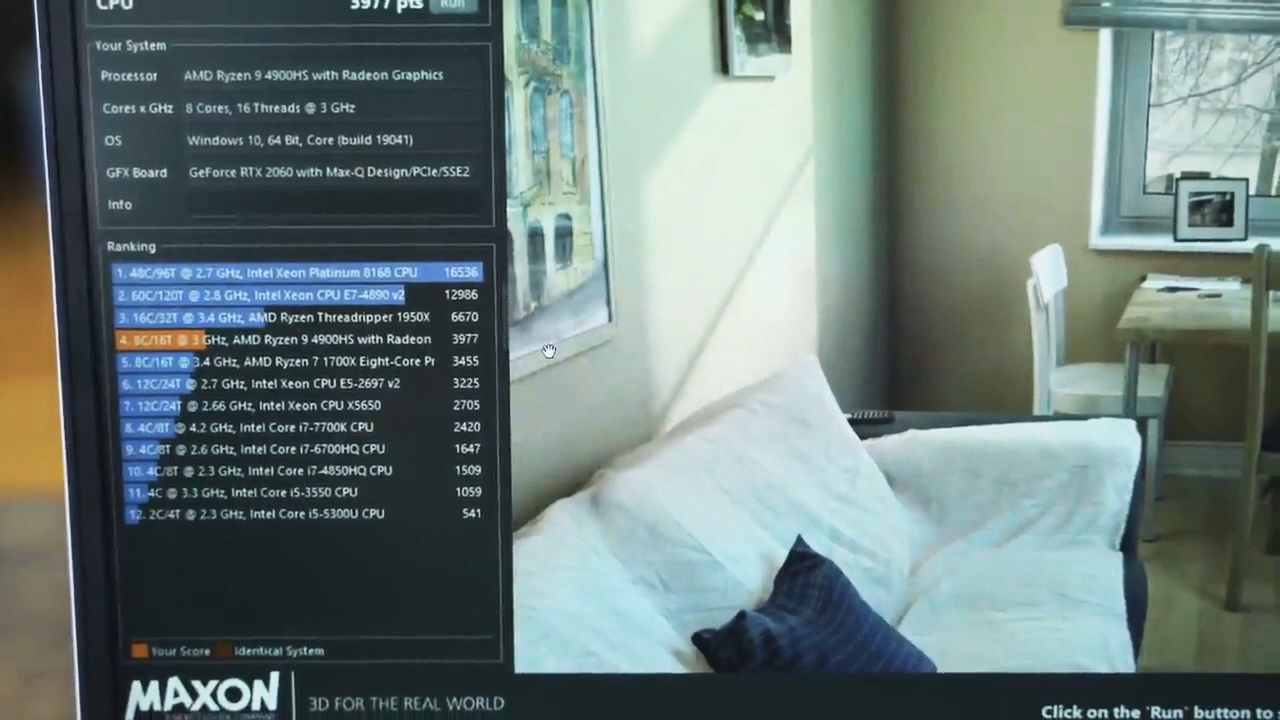 CPU 3977 pts Run
Your System
Processor AMD Ryzen 9 4900HS with Radeon Graphics
Cores x GHz 8 Cores, 16 Threads @ 3 GHz
OS Windows 10, 64 Bit, Core (build 19041)
GFX Board GeForce RTX 2060 with Max-Q Design/PCIe/SSE2
Info
Ranking
1. 48C/96T @ 2.7 GHz, Intel Xeon Platinum 8168 CPU 16536
2. 60C/120T @ 2.8 GHz, Intel Xeon CPU E7-4890 v2 12986
3. 16C/32T @ 3.4 GHz, AMD Ryzen Threadripper 1950X 6670
4. 8C/16T @ 3 GHz, AMD Ryzen 9 4900HS with Radeon 3977
5. 8C/16T @ 3.4 GHz, AMD Ryzen 7 1700X Eight-Core Pr 3455
6. 12C/24T @ 2.7 GHz, Intel Xeon CPU E5-2697 v2 3225
7. 12C/24T @ 2.66 GHz, Intel Xeon CPU X5650 2705
8. 4C/8T @ 4.2 GHz, Intel Core i7-7700K CPU 2420
9. 4C/8T @ 2.6 GHz, Intel Core i7-6700HQ CPU 1647
10. 4C/8T @ 2.3 GHz, Intel Core i7-4850HQ CPU 1509
11. 4C @ 3.3 GHz, Intel Core i5-3550 CPU 1059
12. 2C/4T @ 2.3 GHz, Intel Core i5-5300U CPU 541
Your Score Identical System
MAXON 3D FOR THE REAL WORLD
Click on the 'Run' button to